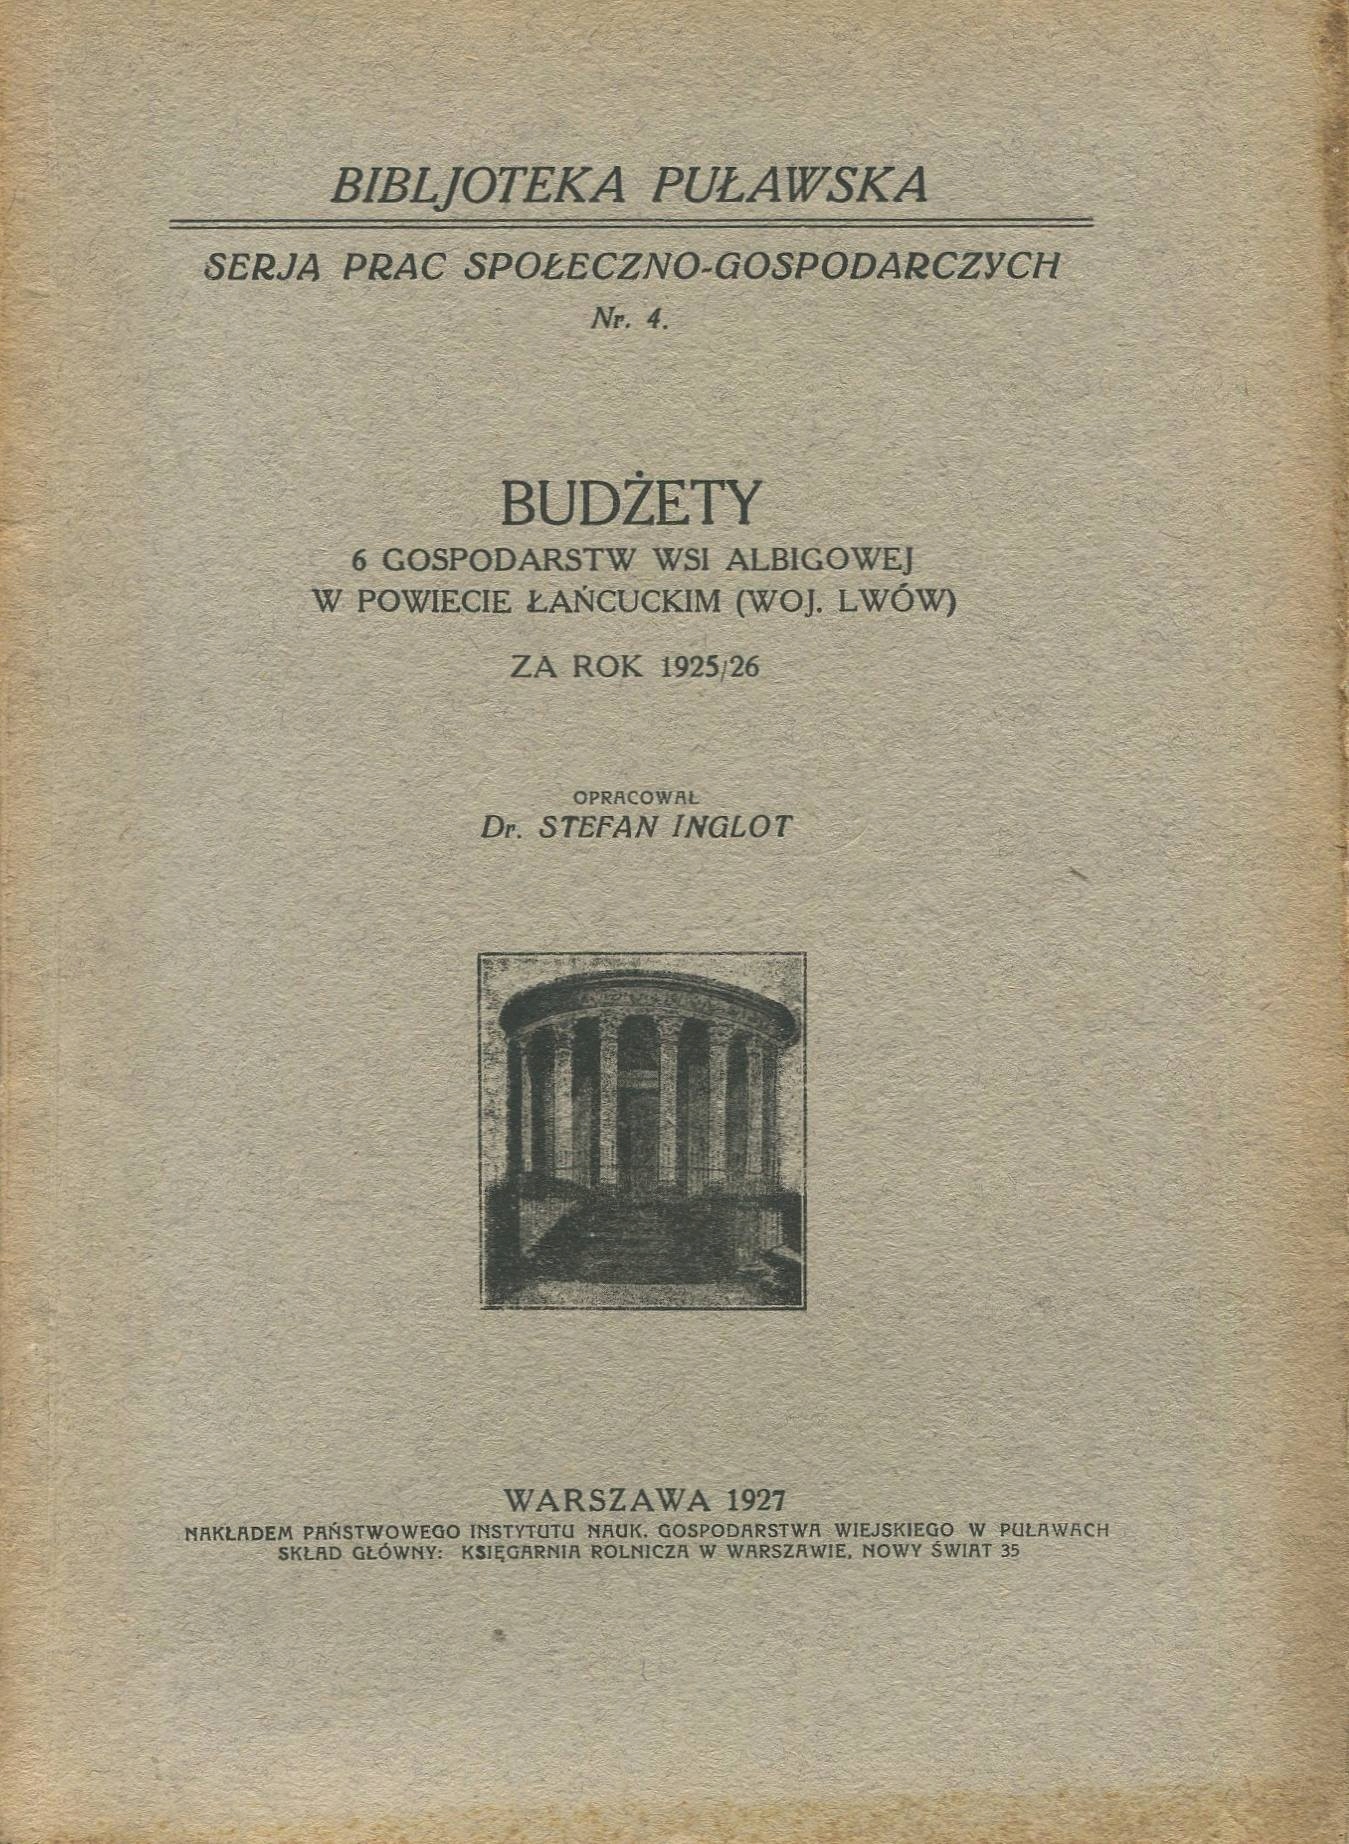 BIBLJOTEKA PUŁAWSKA
SERJA PRAC SPOŁECZNO-GOSPODARCZYCH
Nr. 4.
BUDŻETY
6 GOSPODARSTW WSI ALBIGOWEJ
W POWIECIE ŁAŃCUCKIM (WOJ. LWÓW)
ZA ROK 1925/26
OPRACOWAŁ
Dr. STEFAN INGLOT
WARSZAWA 1927
NAKŁADEM PAŃSTWOWEGO INSTYTUTU NAUK. GOSPODARSTWA WIEJSKIEGO W PUŁAWACH
SKŁAD GŁÓWNY: KSIĘGARNIA ROLNICZA W WARSZAWIE, NOWY ŚWIAT 35